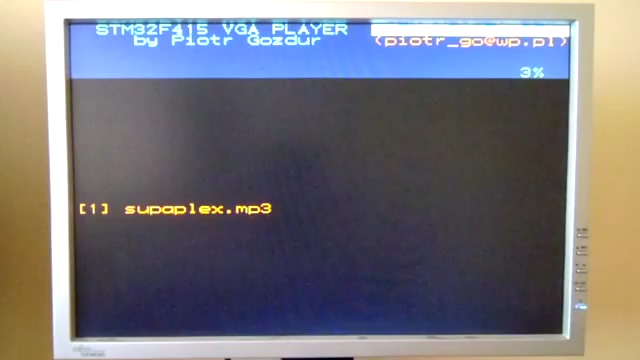 STM32F415 VGA PLAYER
by Piotr Gozdur (piotr_go@wp.pl)
3%
[1] supaplex.mp3